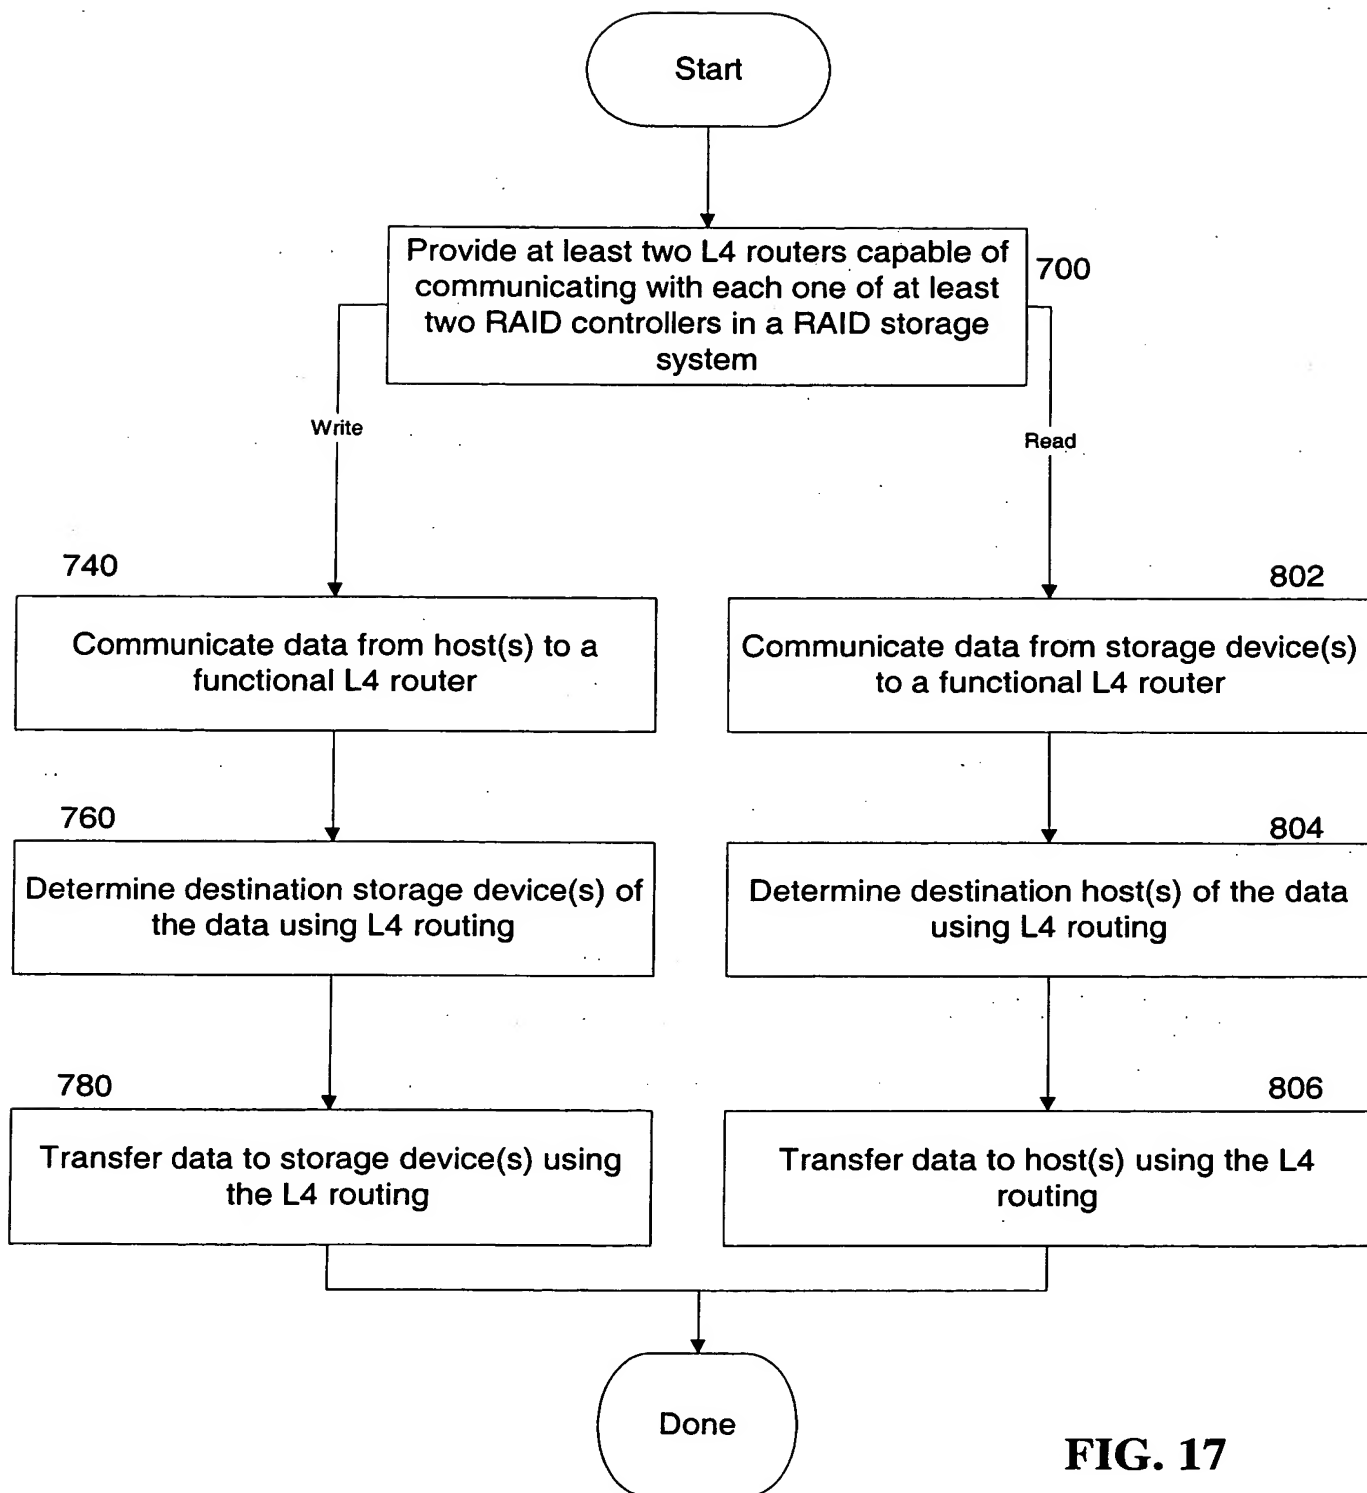 Start
Provide at least two L4 routers capable of
communicating with each one of at least
two RAID controllers in a RAID storage
system
700
Write
Read
740
Communicate data from host(s) to a
functional L4 router
802
Communicate data from storage device(s)
to a functional L4 router
760
Determine destination storage device(s) of
the data using L4 routing
804
Determine destination host(s) of the data
using L4 routing
780
Transfer data to storage device(s) using
the L4 routing
806
Transfer data to host(s) using the L4
routing
Done
FIG. 17